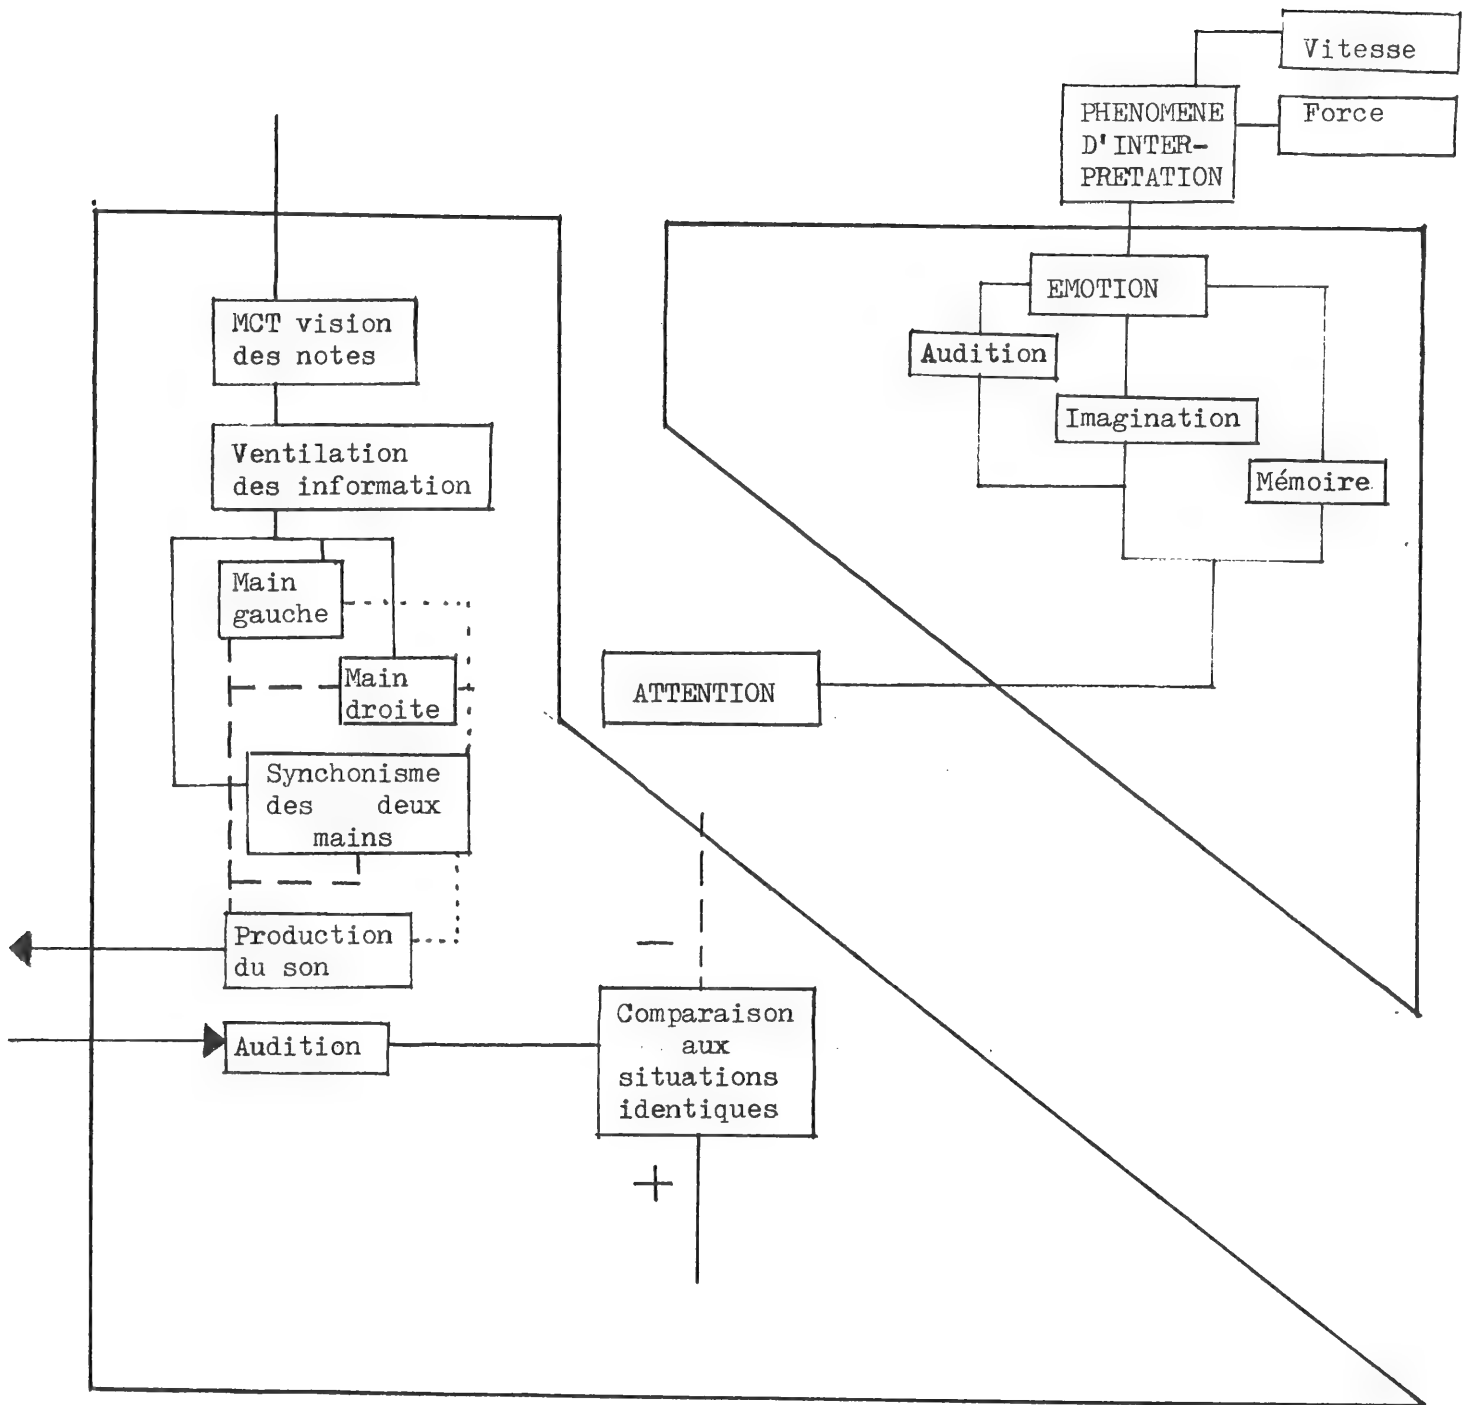 Vitesse
PHENOMENE
D'INTER-
PRETATION
Force
EMOTION
Audition
Imagination
Mémoire
MCT vision
des notes
Ventilation
des information
Main
gauche
Main
droite
Synchonisme
des deux
mains
Production
du son
Audition
ATTENTION
-
Comparaison
aux
situations
identiques
+